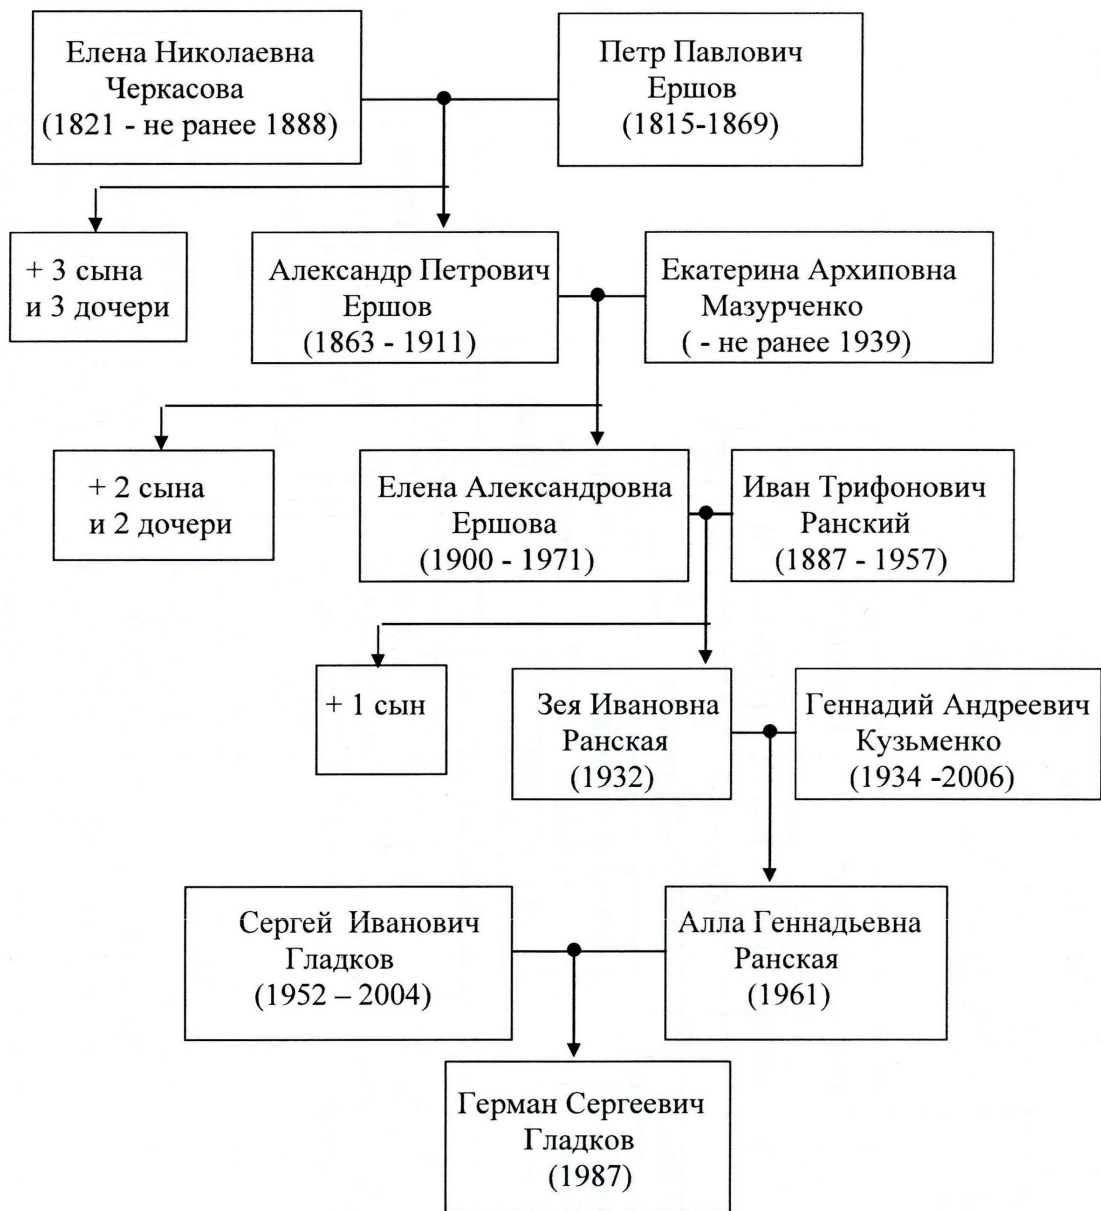 Елена Николаевна
Черкасова
(1821 - не ранее 1888)
Петр Павлович
Ершов
(1815-1869)
+ 3 сына
и 3 дочери
Александр Петрович
Ершов
(1863 - 1911)
Екатерина Архиповна
Мазурченко
( - не ранее 1939)
+ 2 сына
и 2 дочери
Елена Александровна
Ершова
(1900 - 1971)
Иван Трифонович
Ранский
(1887 - 1957)
+ 1 сын
Зея Ивановна
Ранская
(1932)
Геннадий Андреевич
Кузьменко
(1934 -2006)
Сергей Иванович
Гладков
(1952 – 2004)
Алла Геннадьевна
Ранская
(1961)
Герман Сергеевич
Гладков
(1987)